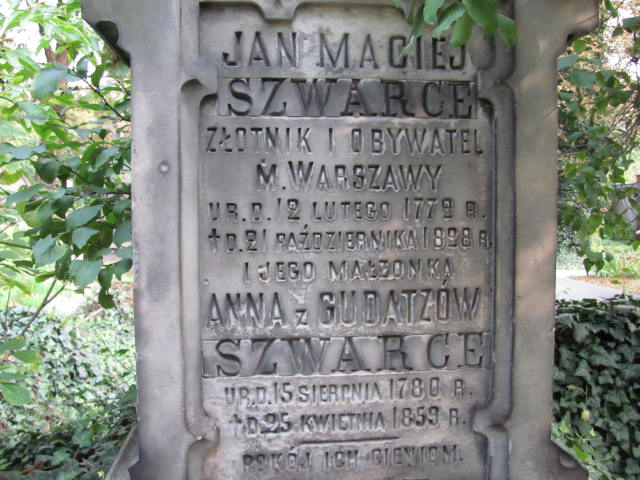 JAN MACIEJ
SZWARCE
ZŁOTNIK I OBYWATEL
M. WARSZAWY
UR. D. 12 LUTEGO 1772 R.
† D. 21 PAŹDZIERNIKA 1828 R
I JEGO MAŁŻONKA
ANNA z GUDATZÓW
SZWARCE
UR. D. 15 SIERPNIA 1780 R.
† D. 25 KWIETNIA 1859 R.
POKÓJ ICH CIENIOM.